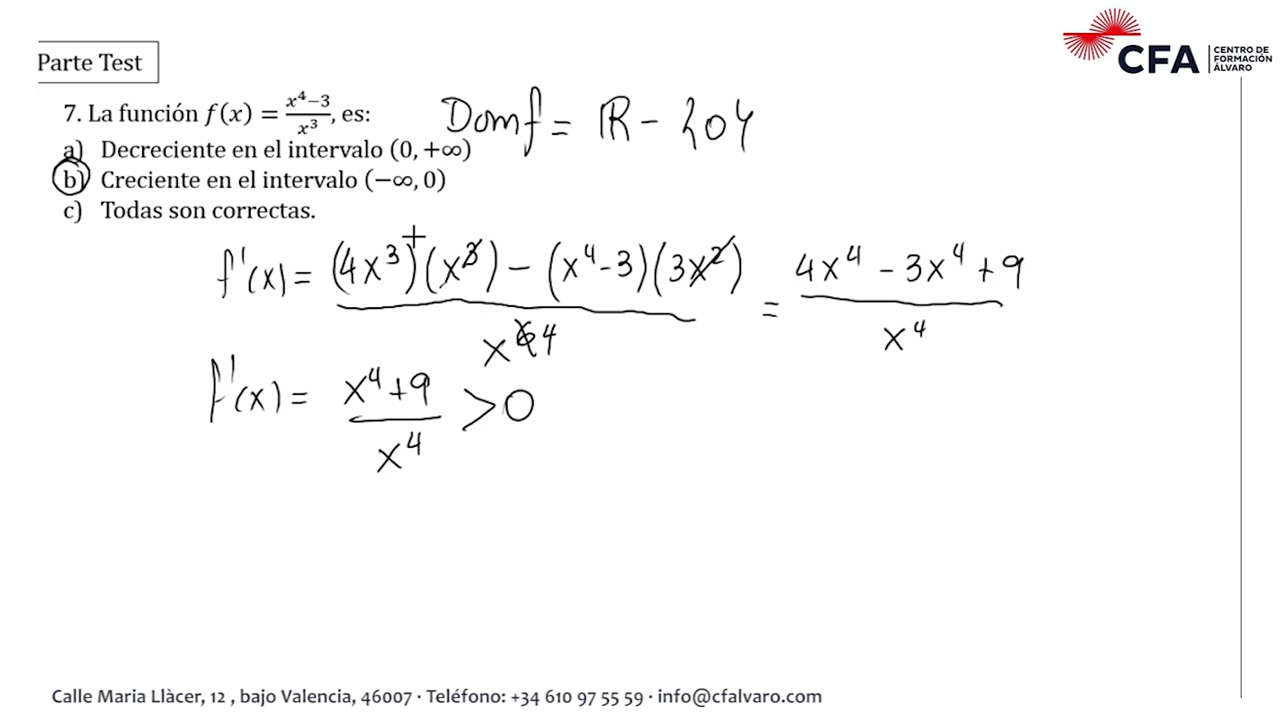 Parte Test
CFA
CENTRO DE
FORMACIÓN
ÁLVARO
7. La función f(x) = (x⁴−3)/x³, es:
Dom f = ℝ − {0}
a) Decreciente en el intervalo (0, +∞)
b) Creciente en el intervalo (−∞, 0)
c) Todas son correctas.
f'(x) = ((4x³)(x³) − (x⁴−3)(3x²))/x⁶ 4 = (4x⁴ − 3x⁴ + 9)/x⁴
f'(x) = (x⁴+9)/x⁴ > 0
Calle Maria Llàcer, 12 , bajo Valencia, 46007 · Teléfono: +34 610 97 55 59 · info@cfalvaro.com